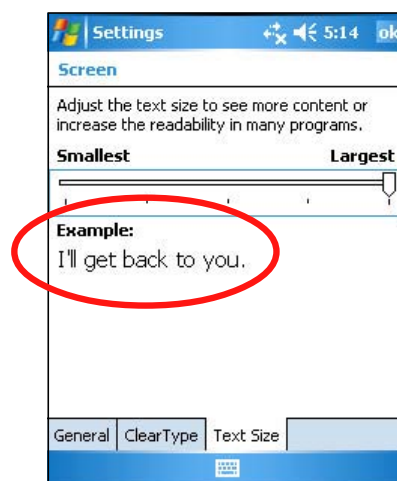 Settings 5:14 ok
Screen
Adjust the text size to see more content or
increase the readability in many programs.
Smallest Largest
Example:
I'll get back to you.
General ClearType Text Size